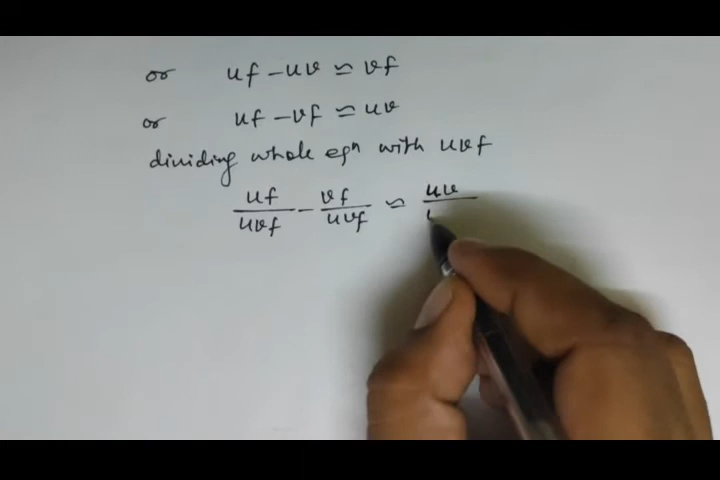 or uf - uv ≃ vf
or uf - vf ≃ uv
dividing whole eqⁿ with uvf
uf/uvf - vf/uvf ≃ uv/